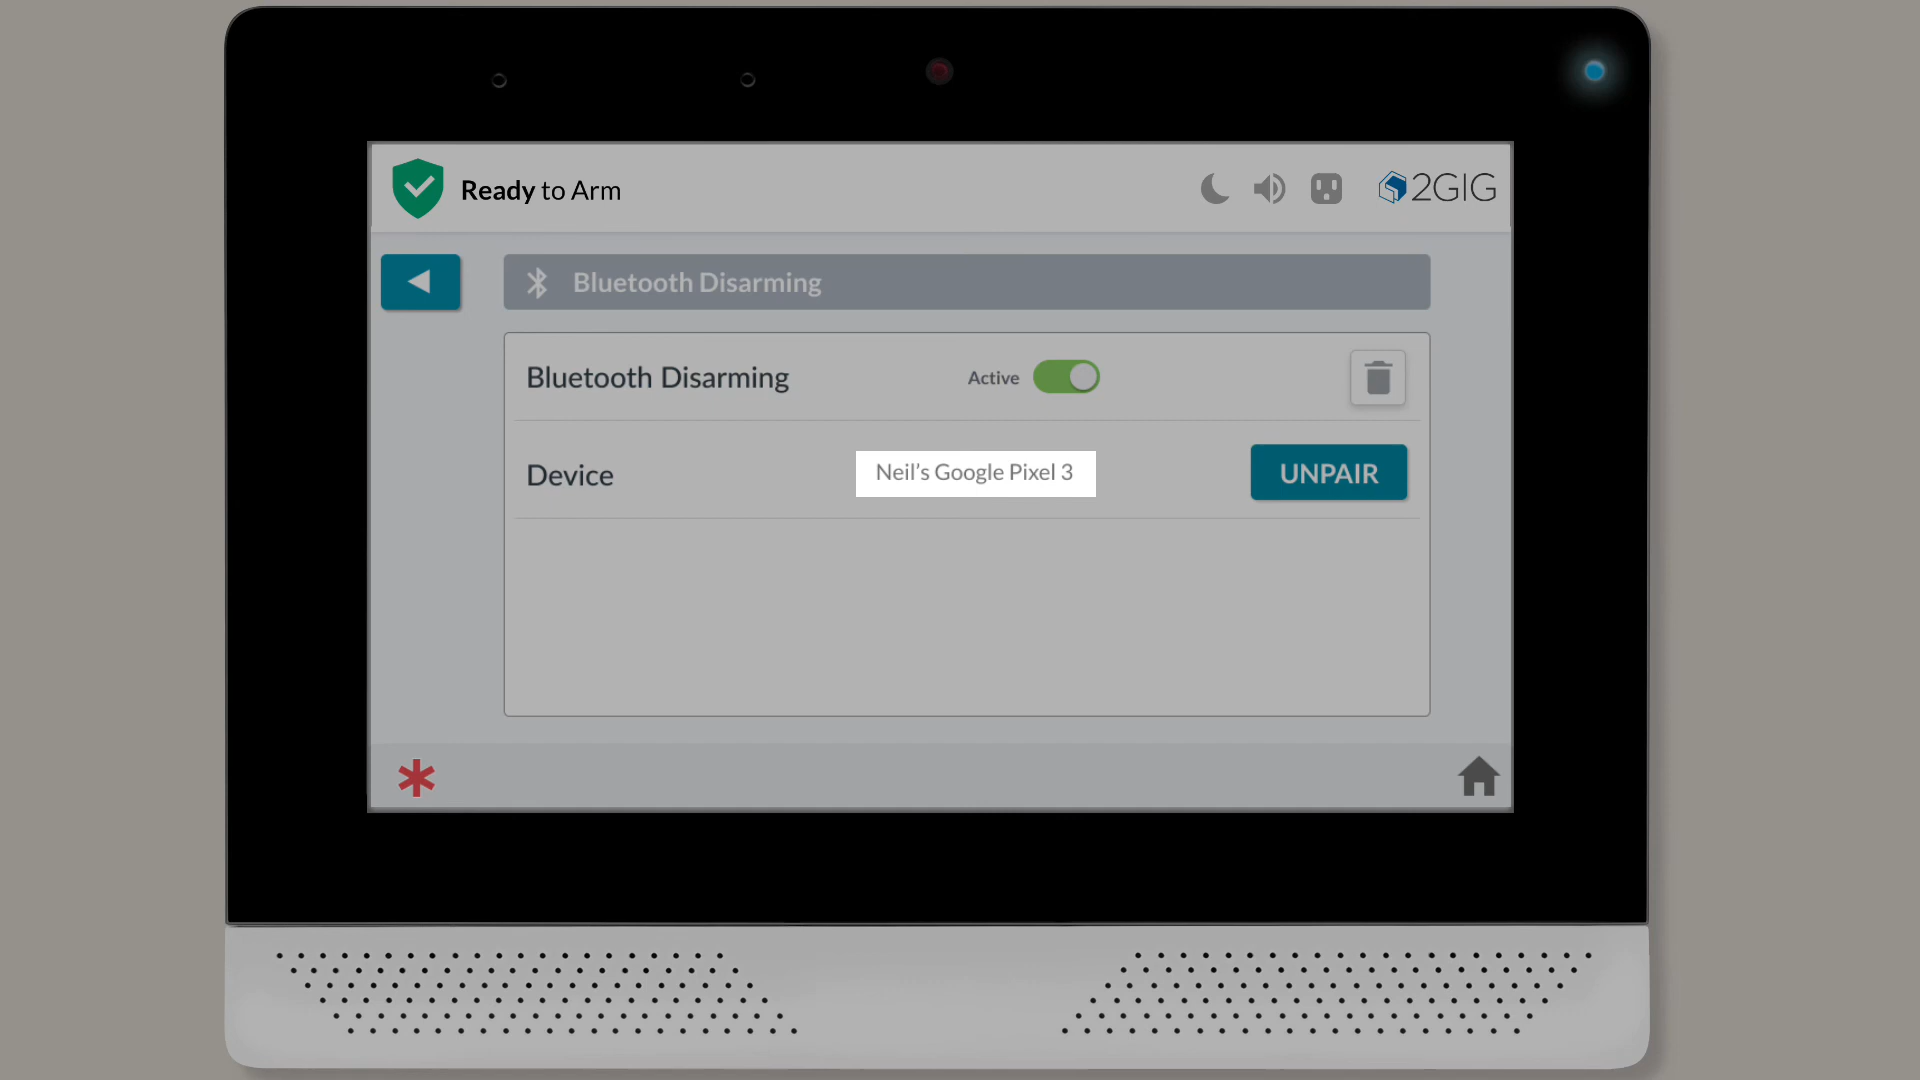 Ready to Arm
2GIG
Bluetooth Disarming
Bluetooth Disarming
Active
Device
Neil’s Google Pixel 3
UNPAIR